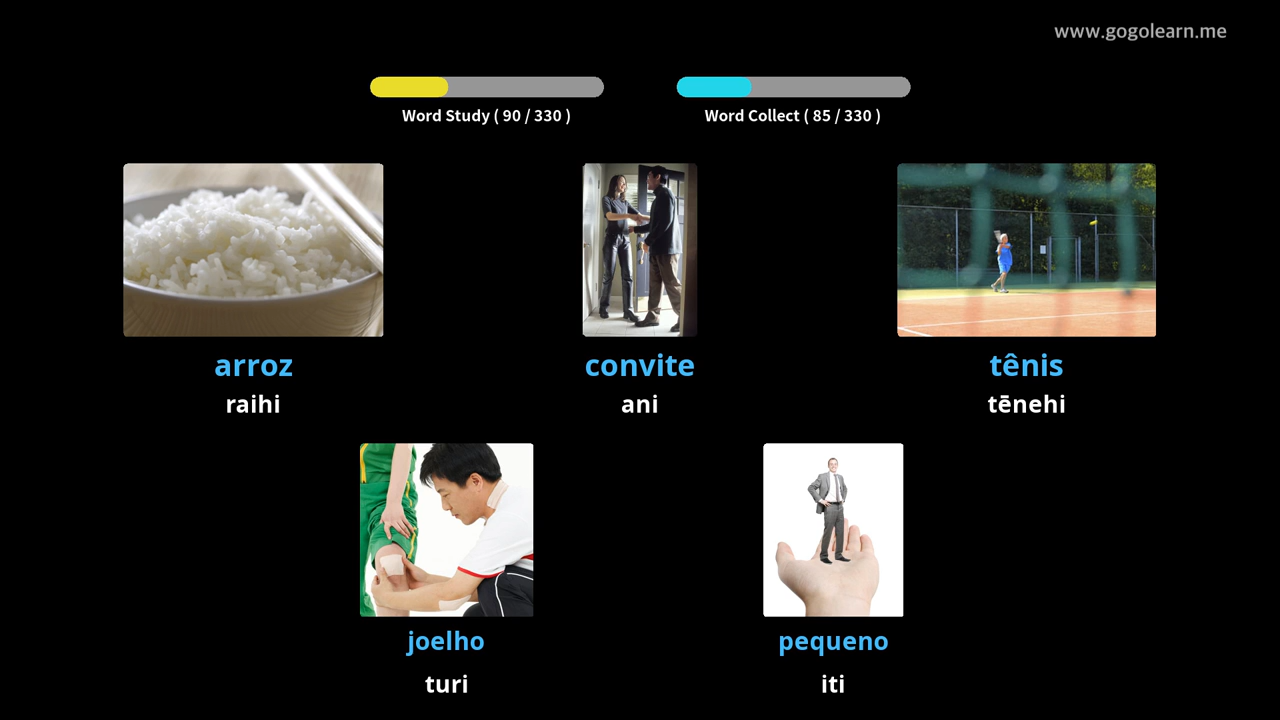 www.gogolearn.me
Word Study ( 90 / 330 )
Word Collect ( 85 / 330 )
arroz
raihi
convite
ani
tênis
tēnehi
joelho
turi
pequeno
iti